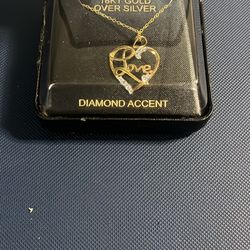 18KT GOLD
OVER SILVER
Love
DIAMOND ACCENT